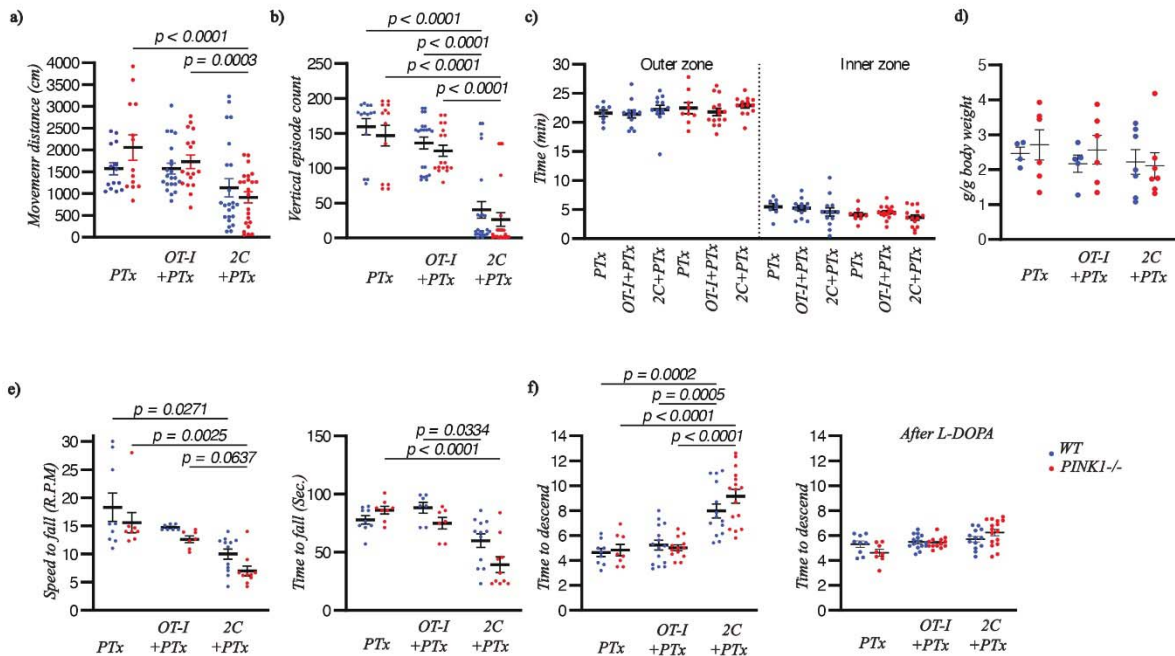 a)
p < 0.0001
p = 0.0003
Movemenr distance (cm)
4000
3500
3000
2500
2000
1500
1000
500
0
PTx
OT-I
+PTx
2C
+PTx
b)
p < 0.0001
p < 0.0001
p < 0.0001
p < 0.0001
Vertical episode count
250
200
150
100
50
0
PTx
OT-I
+PTx
2C
+PTx
c)
Outer zone
Inner zone
Time (min)
30
25
20
15
10
5
0
PTx
OT-I+PTx
2C+PTx
PTx
OT-I+PTx
2C+PTx
PTx
OT-I+PTx
2C+PTx
PTx
OT-I+PTx
2C+PTx
d)
g/g body weight
5
4
3
2
1
0
PTx
OT-I
+PTx
2C
+PTx
e)
p = 0.0271
p = 0.0025
p = 0.0637
Speed to fall (R.P.M)
30
25
20
15
10
5
0
PTx
OT-I
+PTx
2C
+PTx
p = 0.0334
p < 0.0001
Time to fall (Sec.)
150
100
50
0
PTx
OT-I
+PTx
2C
+PTx
f)
p = 0.0002
p = 0.0005
p < 0.0001
p < 0.0001
Time to descend
14
12
10
8
6
4
2
0
PTx
OT-I
+PTx
2C
+PTx
After L-DOPA
Time to descend
14
12
10
8
6
4
2
0
PTx
OT-I
+PTx
2C
+PTx
WT
PINK1-/-